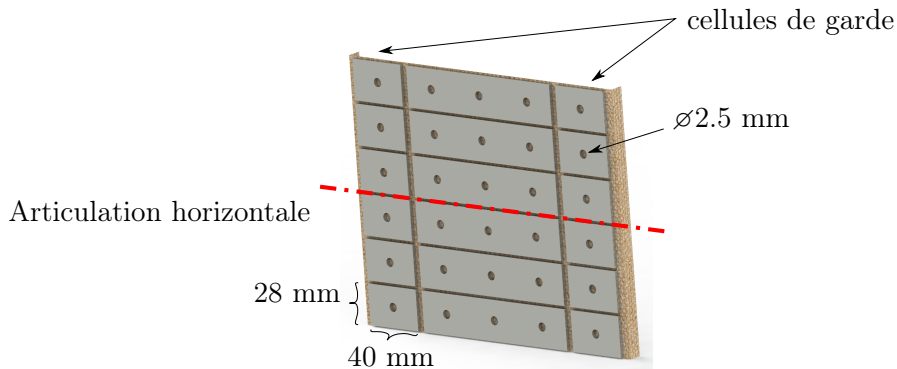 cellules de garde
⌀2.5 mm
Articulation horizontale
28 mm
40 mm